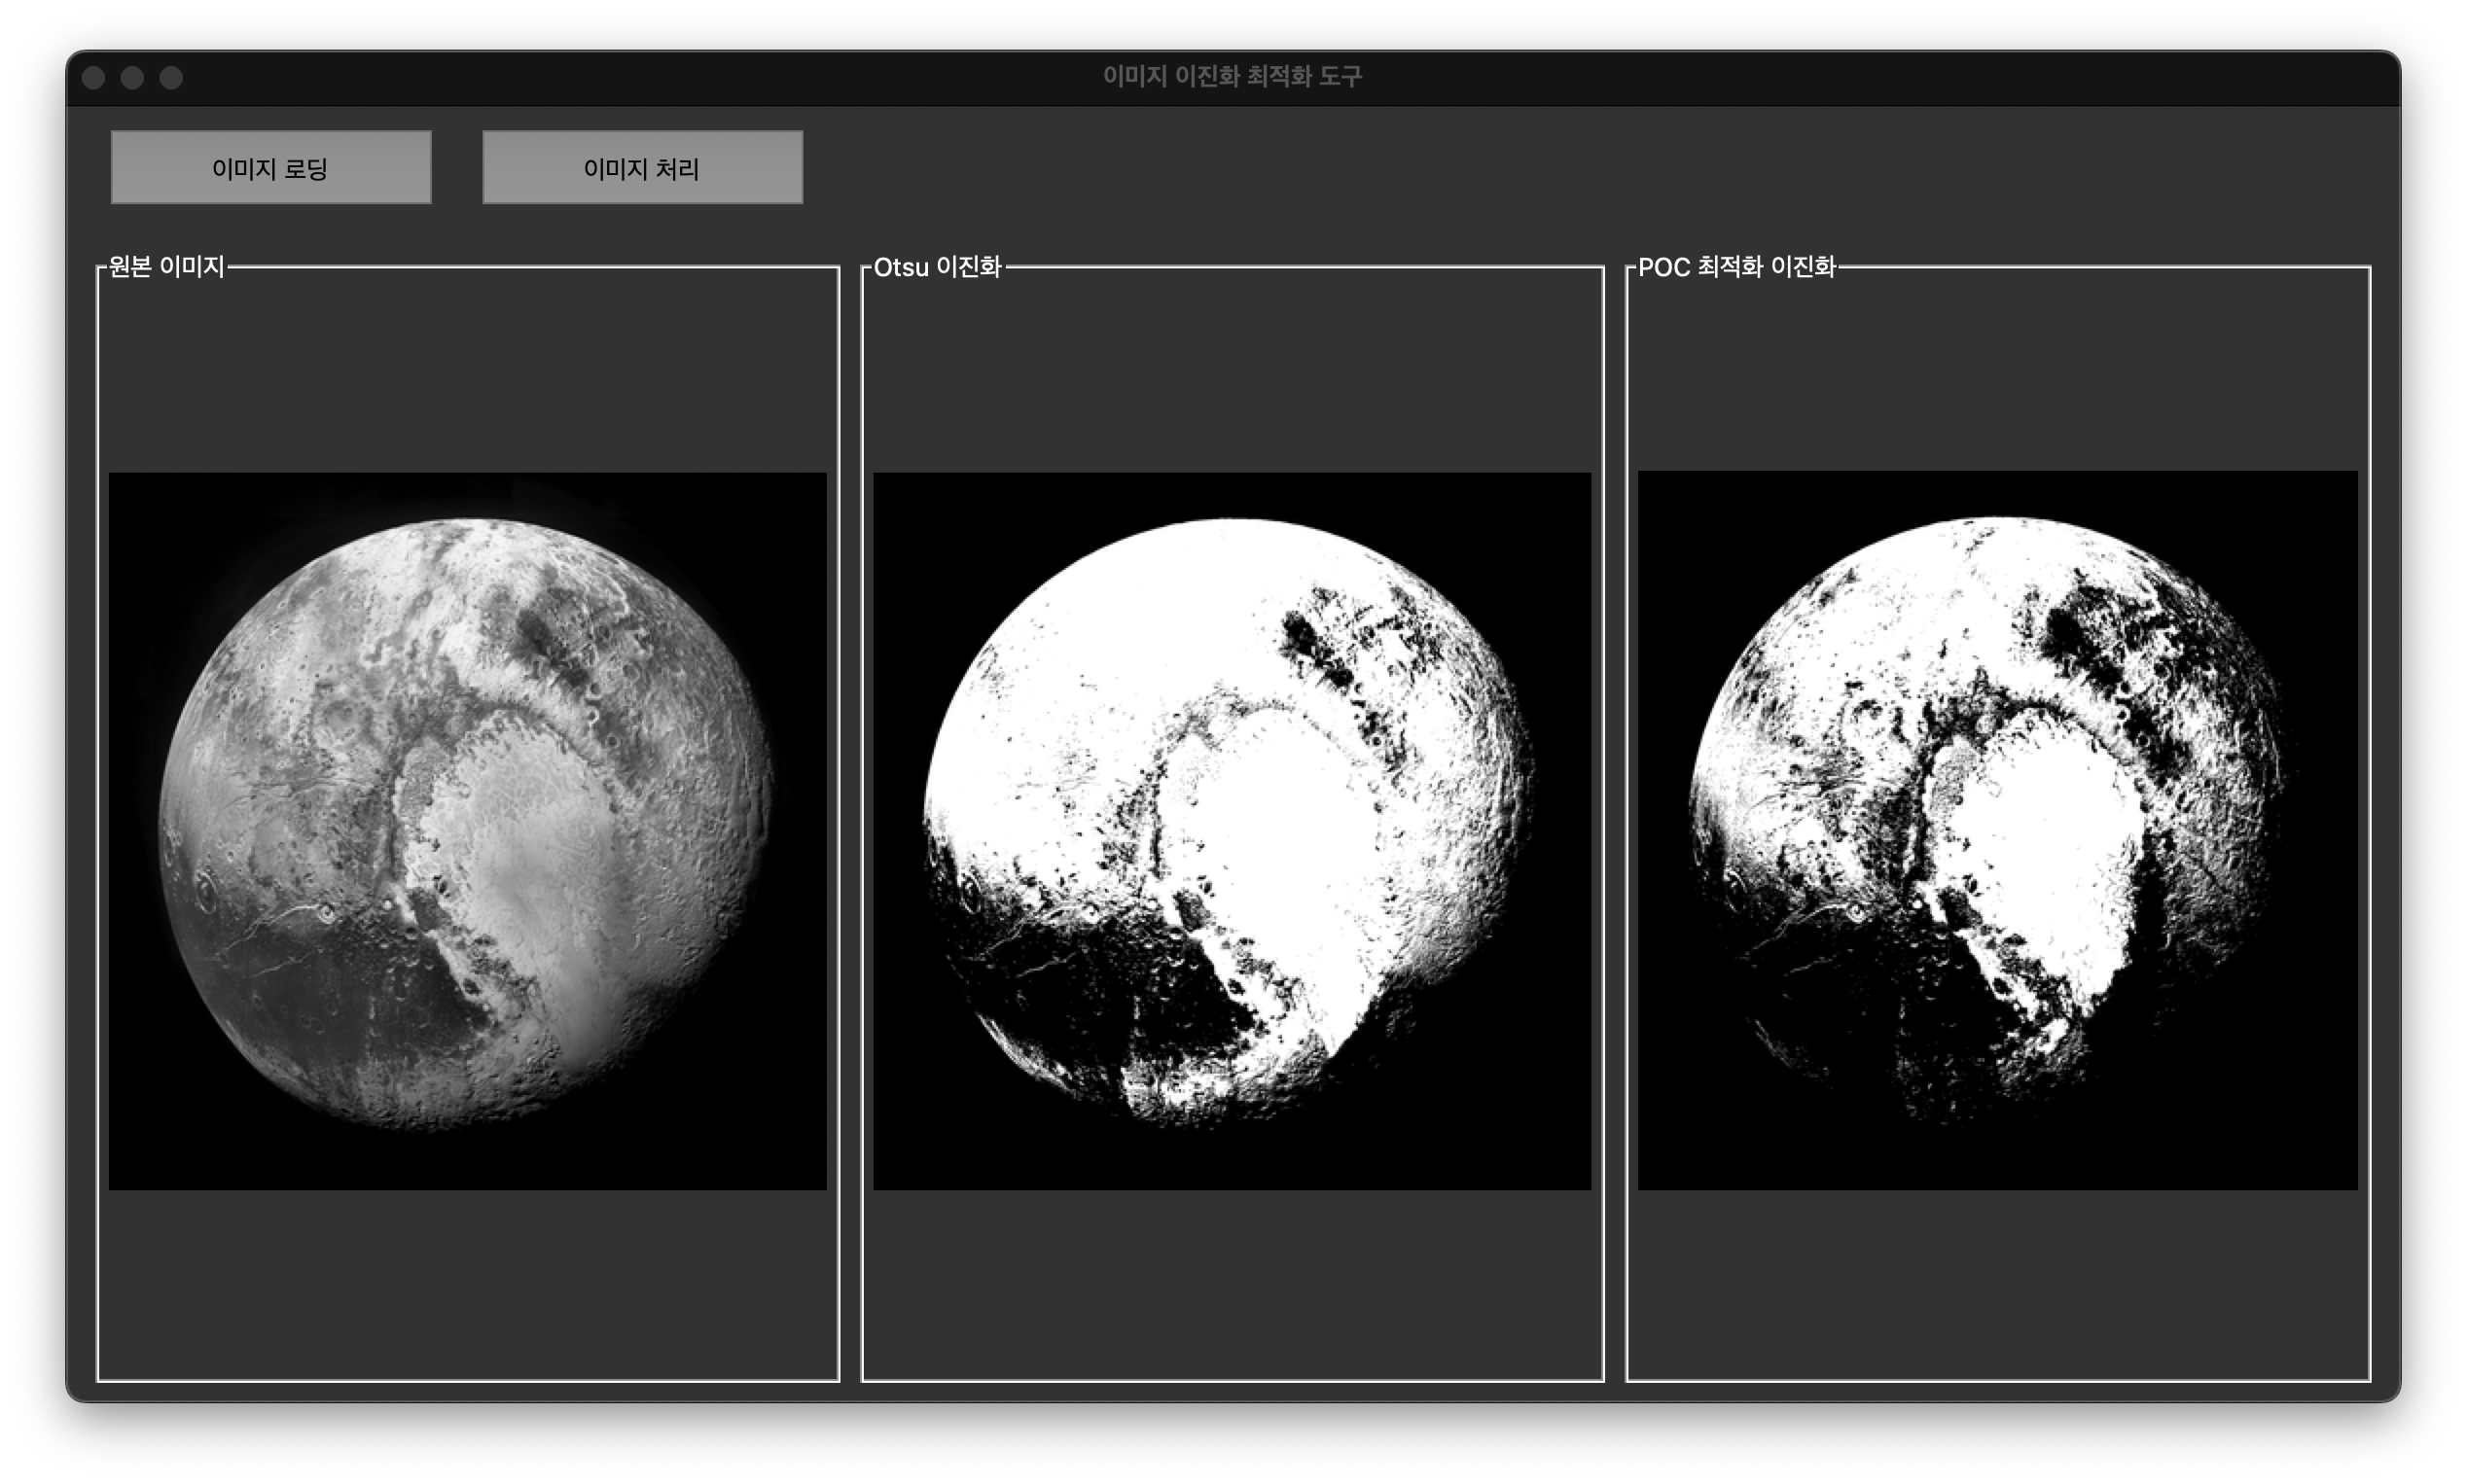 이미지 이진화 최적화 도구
이미지 로딩
이미지 처리
원본 이미지
Otsu 이진화
POC 최적화 이진화